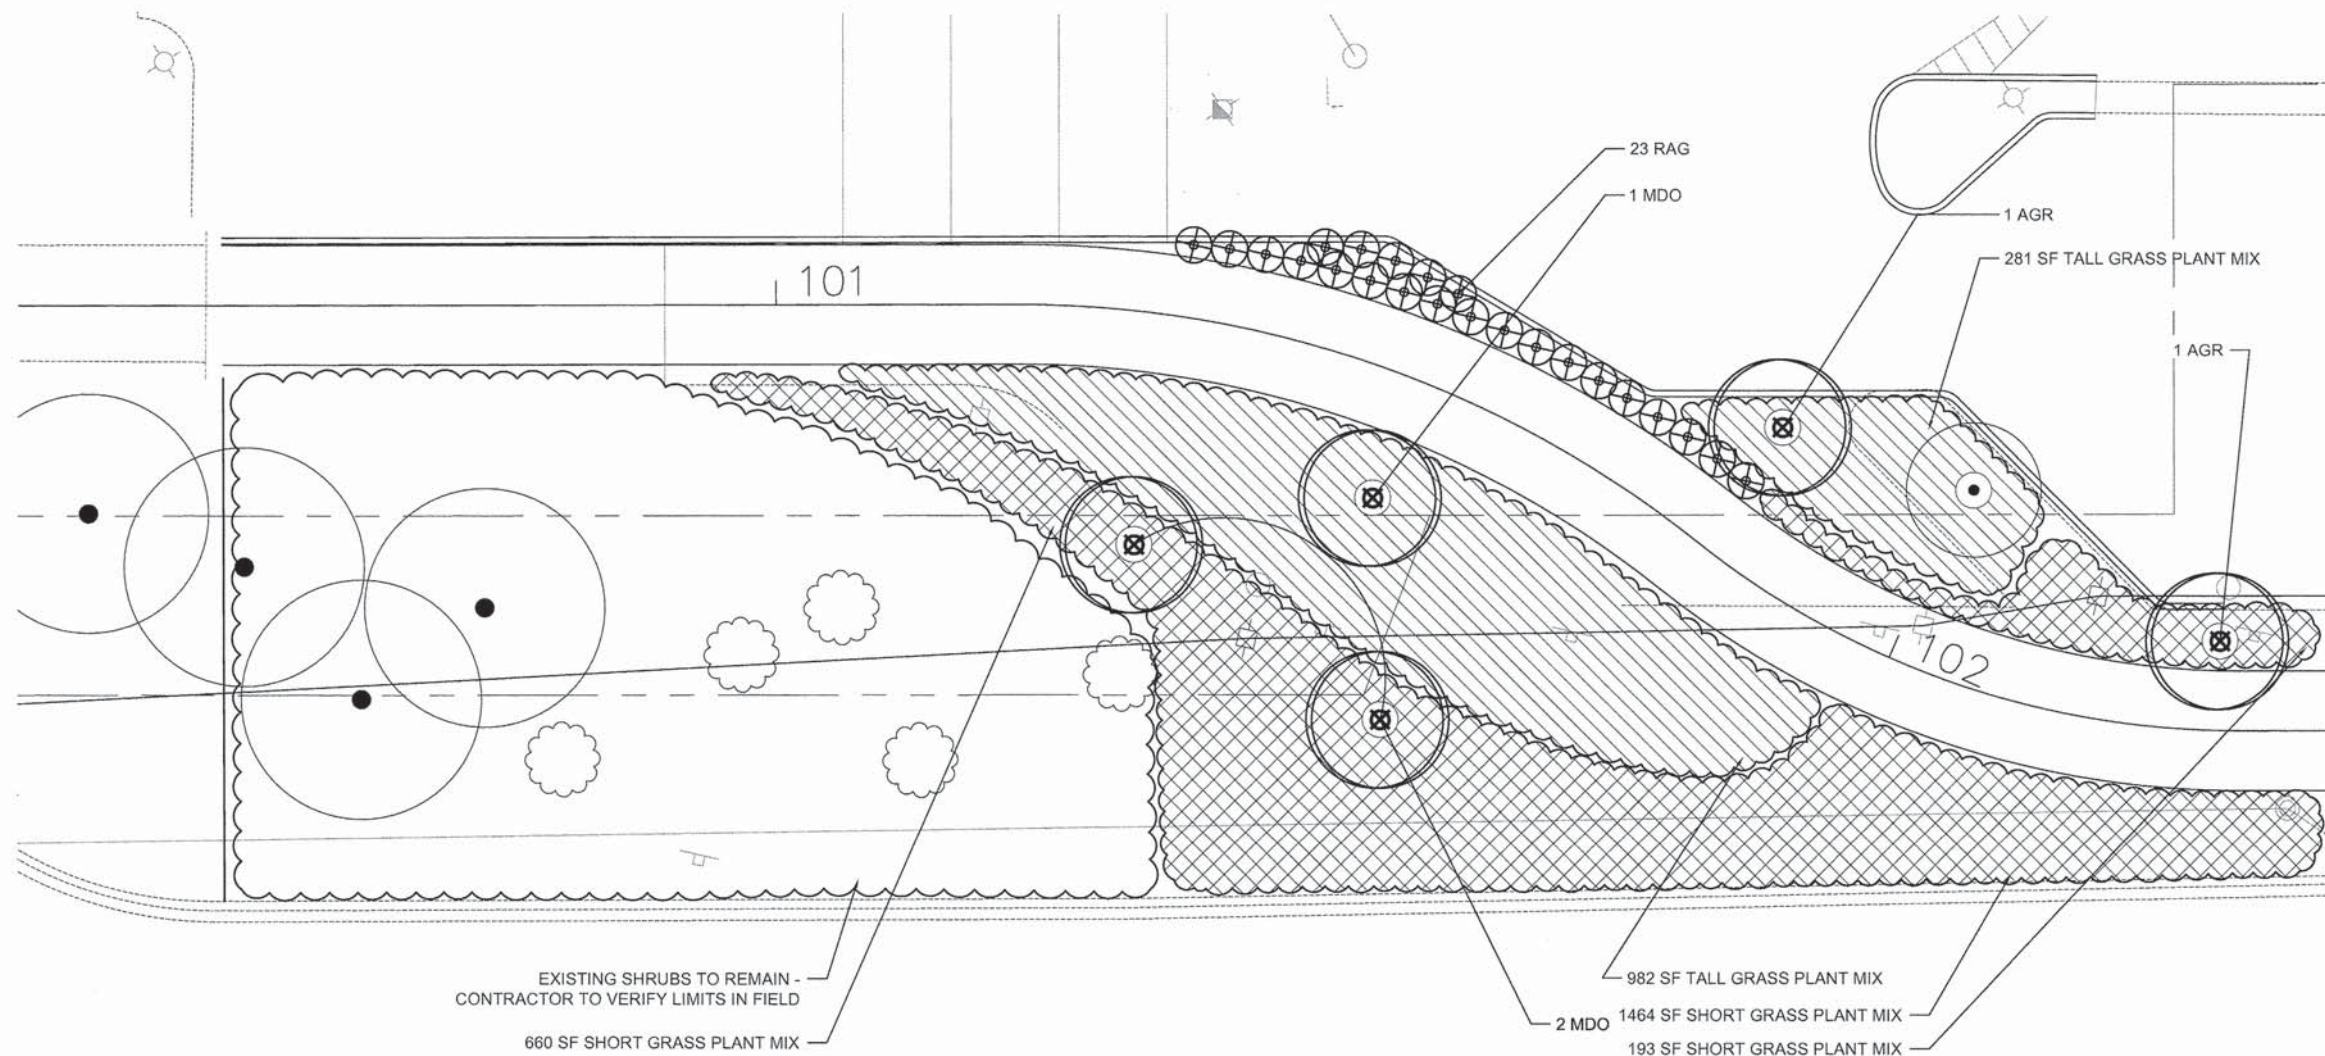 23 RAG
1 MDO
1 AGR
281 SF TALL GRASS PLANT MIX
101
1 AGR
102
EXISTING SHRUBS TO REMAIN -
CONTRACTOR TO VERIFY LIMITS IN FIELD
982 SF TALL GRASS PLANT MIX
1464 SF SHORT GRASS PLANT MIX
2 MDO
660 SF SHORT GRASS PLANT MIX
193 SF SHORT GRASS PLANT MIX